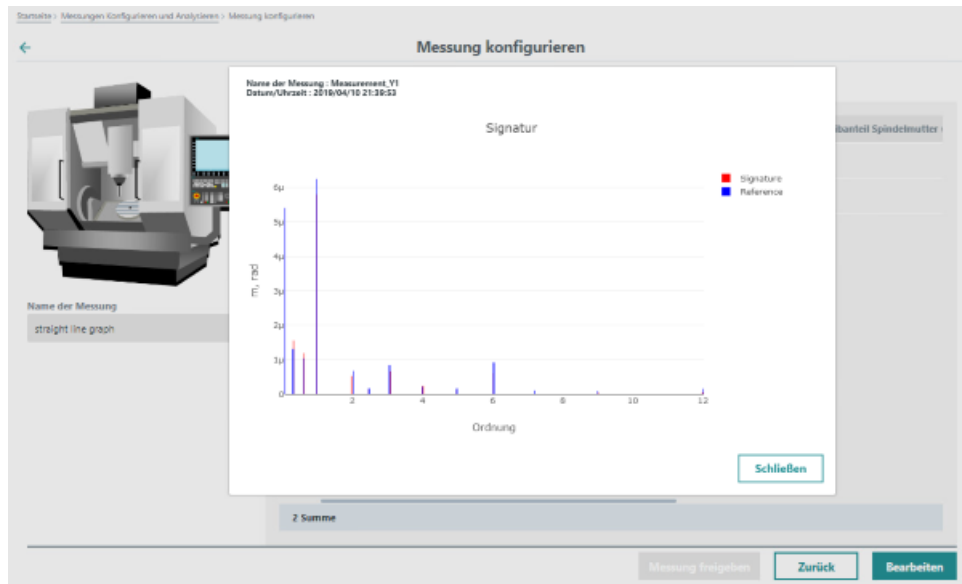 Startseite > Messungen Konfigurieren und Analysieren > Messung konfigurieren
Messung konfigurieren
Name der Messung : Measurement_Y1
Datum/Uhrzeit : 2019/04/10 21:39:53
Signatur
Signature
Reference
6µ
5µ
4µ
3µ
2µ
1µ
0
m, rad
2
4
6
8
10
12
Ordnung
Schließen
Spindelmutter
Name der Messung
straight line graph
2 Summe
Messung freigeben
Zurück
Bearbeiten